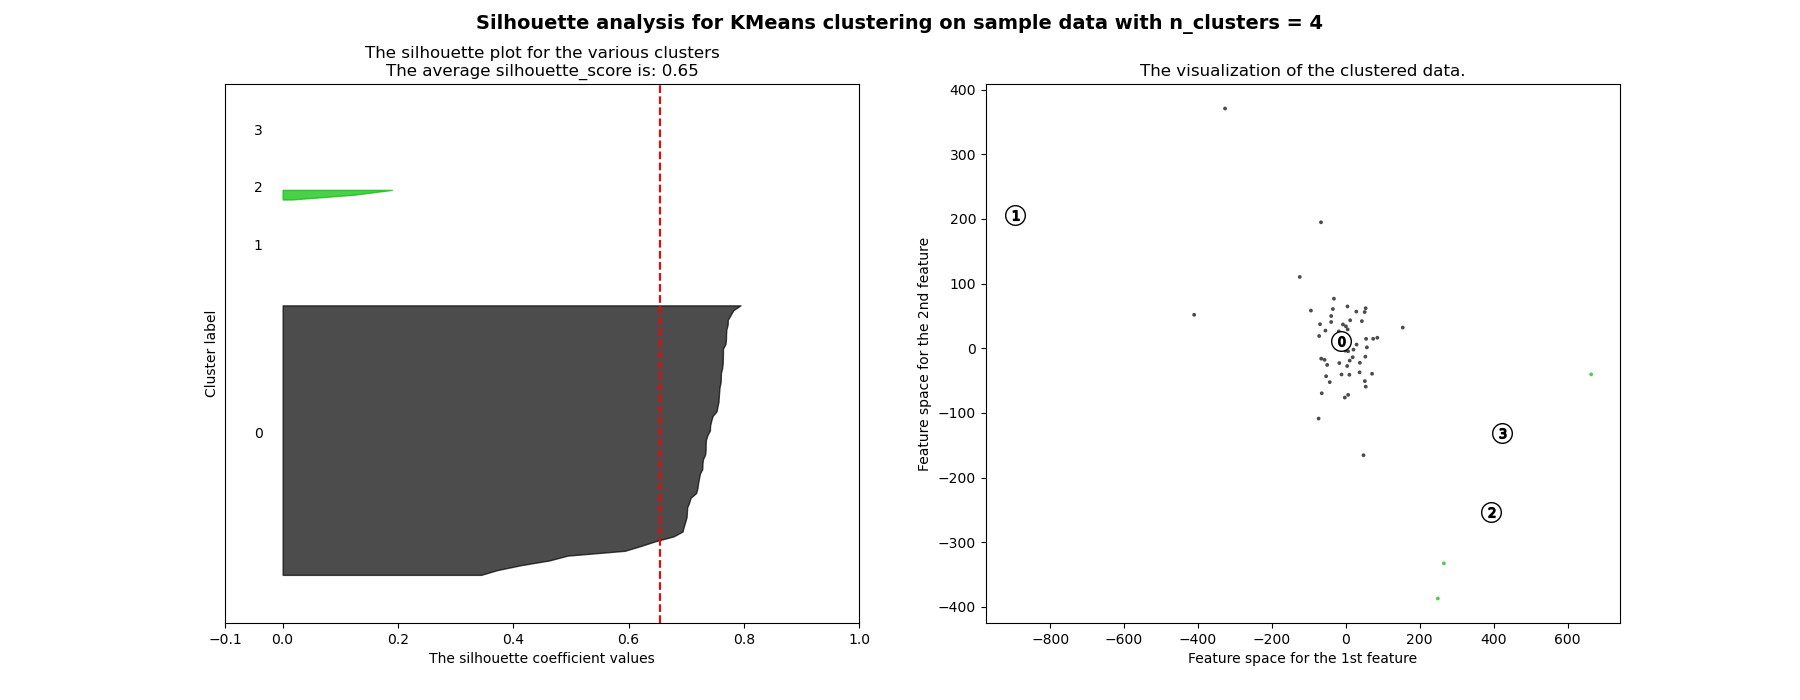 Silhouette analysis for KMeans clustering on sample data with n_clusters = 4
The silhouette plot for the various clusters
The average silhouette_score is: 0.65
3
2
1
0
Cluster label
−0.1 0.0 0.2 0.4 0.6 0.8 1.0
The silhouette coefficient values
The visualization of the clustered data.
400
300
200
100
0
−100
−200
−300
−400
Feature space for the 2nd feature
1
0
3
2
−800 −600 −400 −200 0 200 400 600
Feature space for the 1st feature